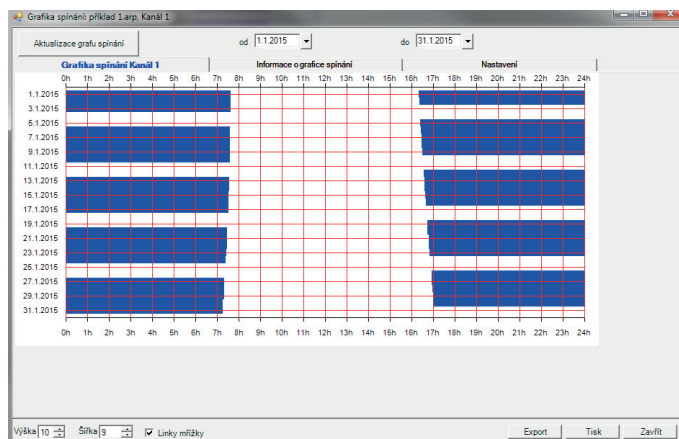 Grafika spínání: příklad 1.arp, Kanál 1
Aktualizace grafu spínání
od 1.1.2015
do 31.1.2015
Grafika spínání Kanál 1
Informace o grafice spínání
Nastavení
0h 1h 2h 3h 4h 5h 6h 7h 8h 9h 10h 11h 12h 13h 14h 15h 16h 17h 18h 19h 20h 21h 22h 23h 24h
1.1.2015
3.1.2015
5.1.2015
7.1.2015
9.1.2015
11.1.2015
13.1.2015
15.1.2015
17.1.2015
19.1.2015
21.1.2015
23.1.2015
25.1.2015
27.1.2015
29.1.2015
31.1.2015
0h 1h 2h 3h 4h 5h 6h 7h 8h 9h 10h 11h 12h 13h 14h 15h 16h 17h 18h 19h 20h 21h 22h 23h 24h
Výška 10 Šířka 9 Linky mřížky Export Tisk Zavřít